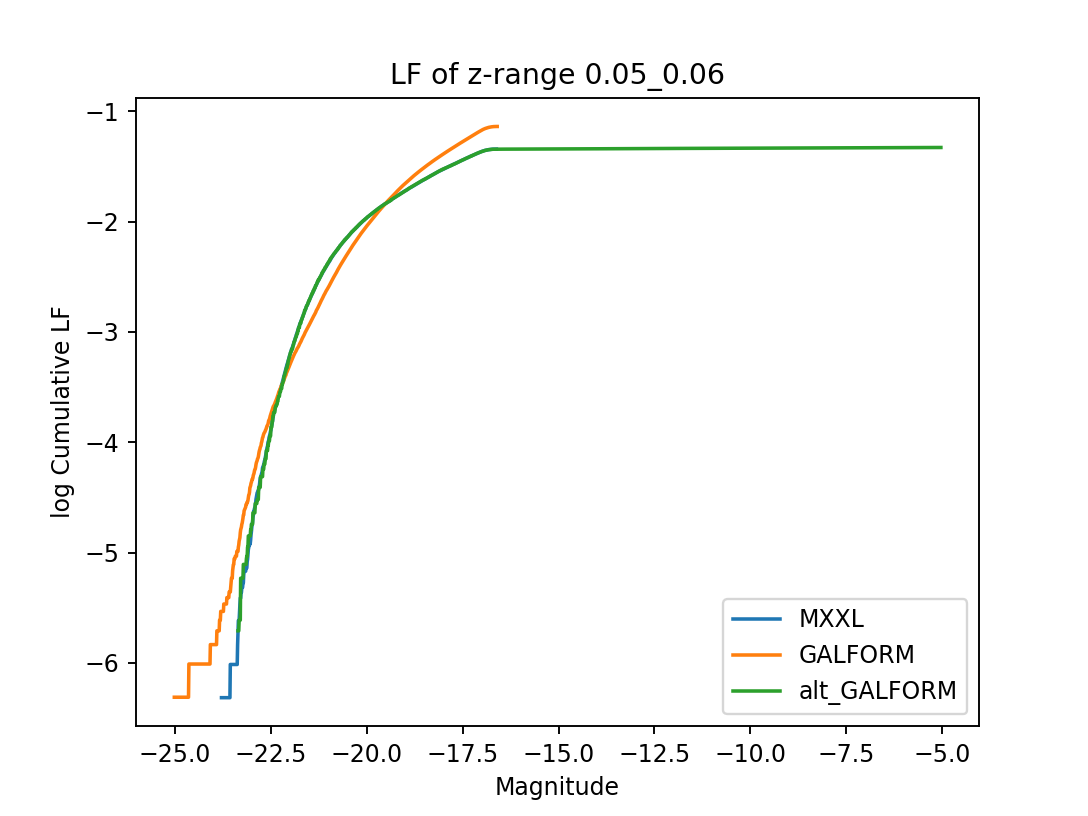 LF of z-range 0.05_0.06
−1
−2
−3
−4
−5
−6
log Cumulative LF
MXXL
GALFORM
alt_GALFORM
−25.0 −22.5 −20.0 −17.5 −15.0 −12.5 −10.0 −7.5 −5.0
Magnitude